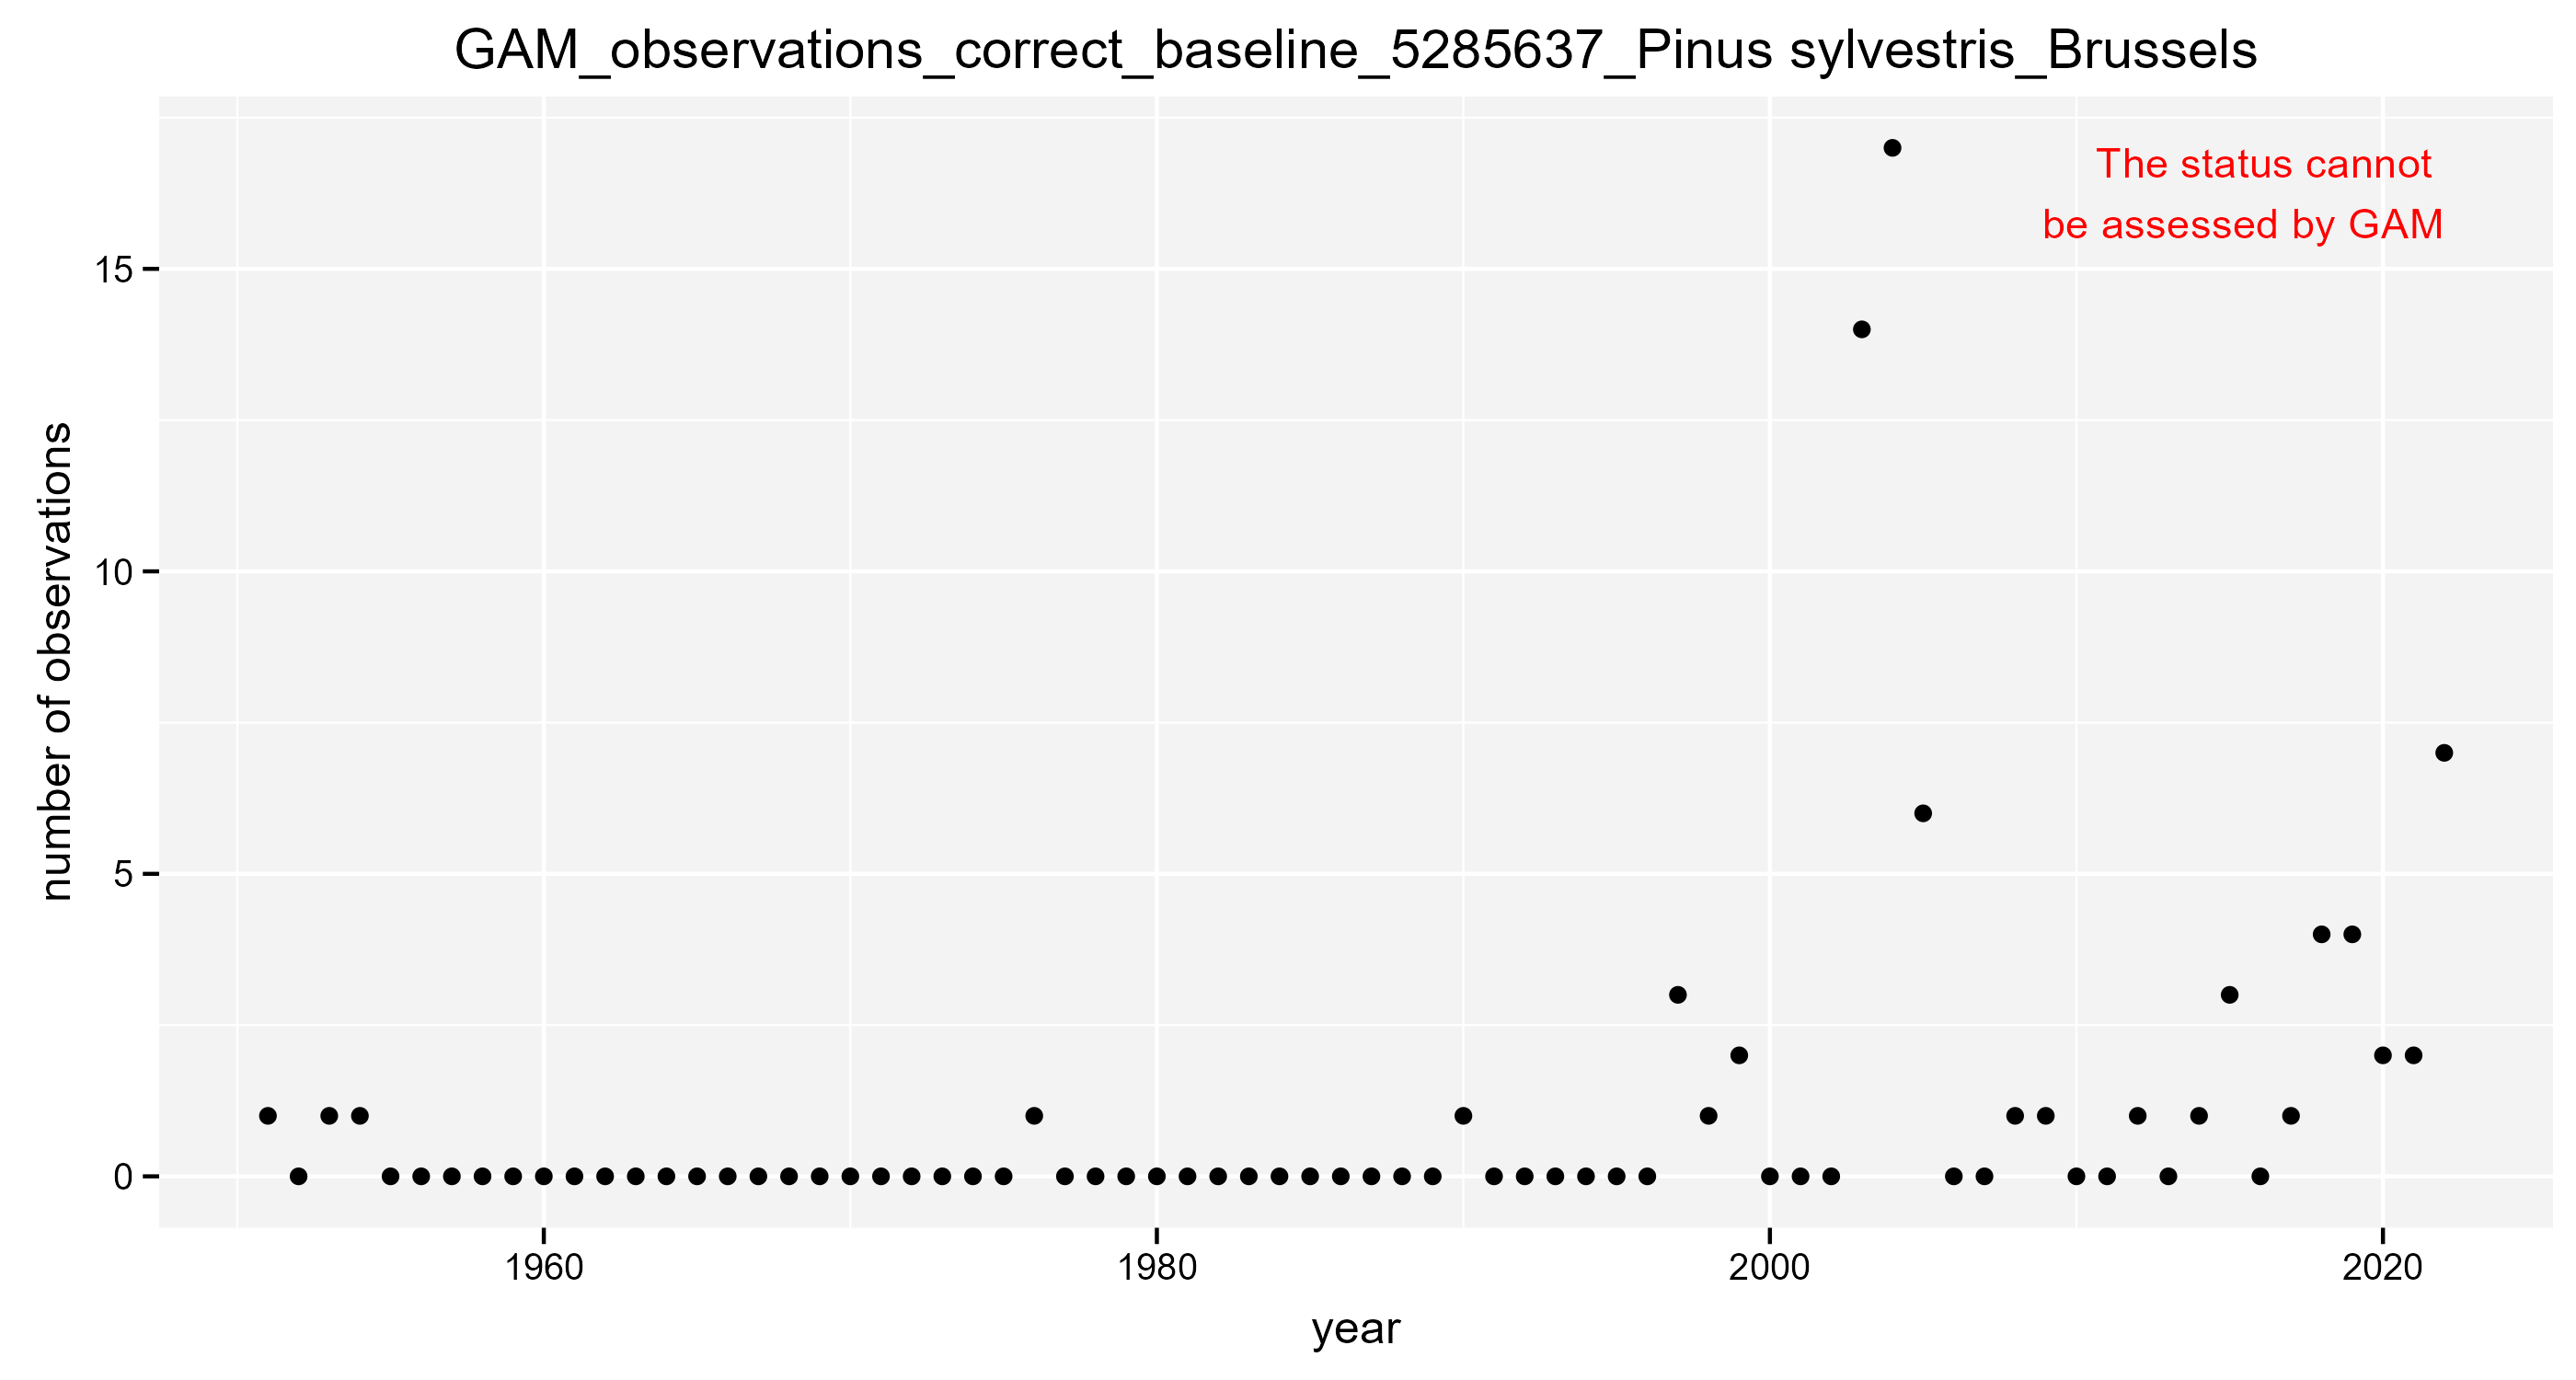 GAM_observations_correct_baseline_5285637_Pinus sylvestris_Brussels
The status cannot
be assessed by GAM
15
10
5
0
number of observations
1960
1980
2000
2020
year